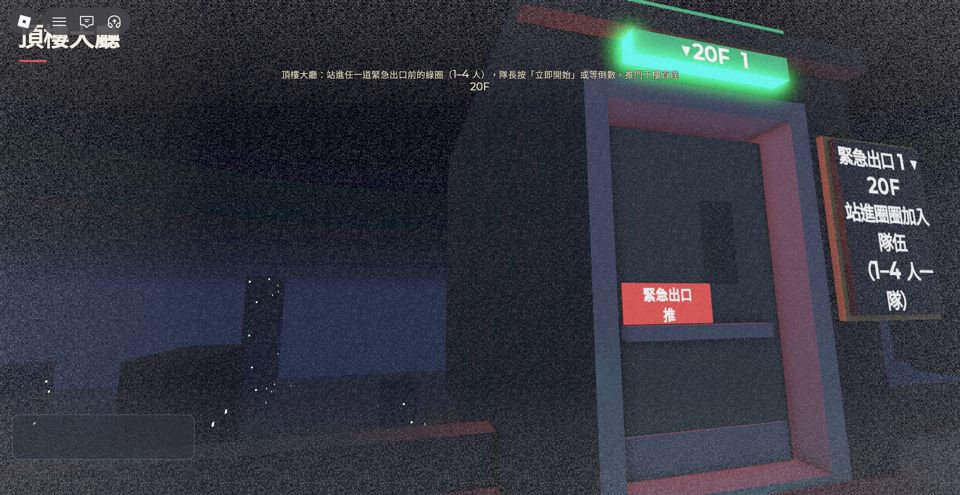 頂樓大廳
頂樓大廳：站進任一道緊急出口前的綠圈（1–4 人），隊長按「立即開始」或等倒數，推門下樓直達
20F
▼20F 1
緊急出口 1 ▼
20F
站進圈圈加入
隊伍
（1–4 人一
隊）
緊急出口
推